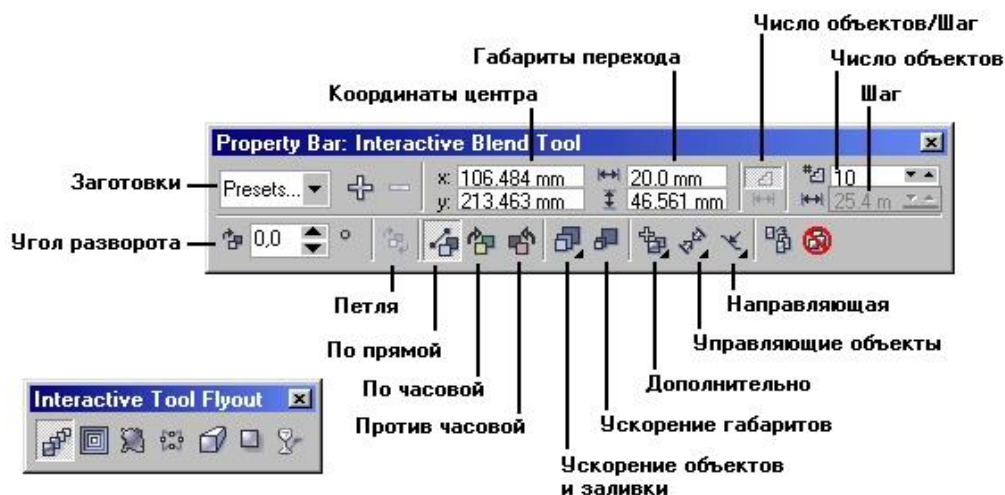 Число объектов/Шаг
Габариты перехода
Число объектов
Координаты центра
Шаг
Property Bar: Interactive Blend Tool
Заготовки
Presets...
x: 106.484 mm
20.0 mm
10
y: 213.463 mm
46.561 mm
25.4 m
Угол разворота
0,0 °
Петля
Направляющая
По прямой
Управляющие объекты
По часовой
Дополнительно
Interactive Tool Flyout
Против часовой
Ускорение габаритов
Ускорение объектов
и заливки